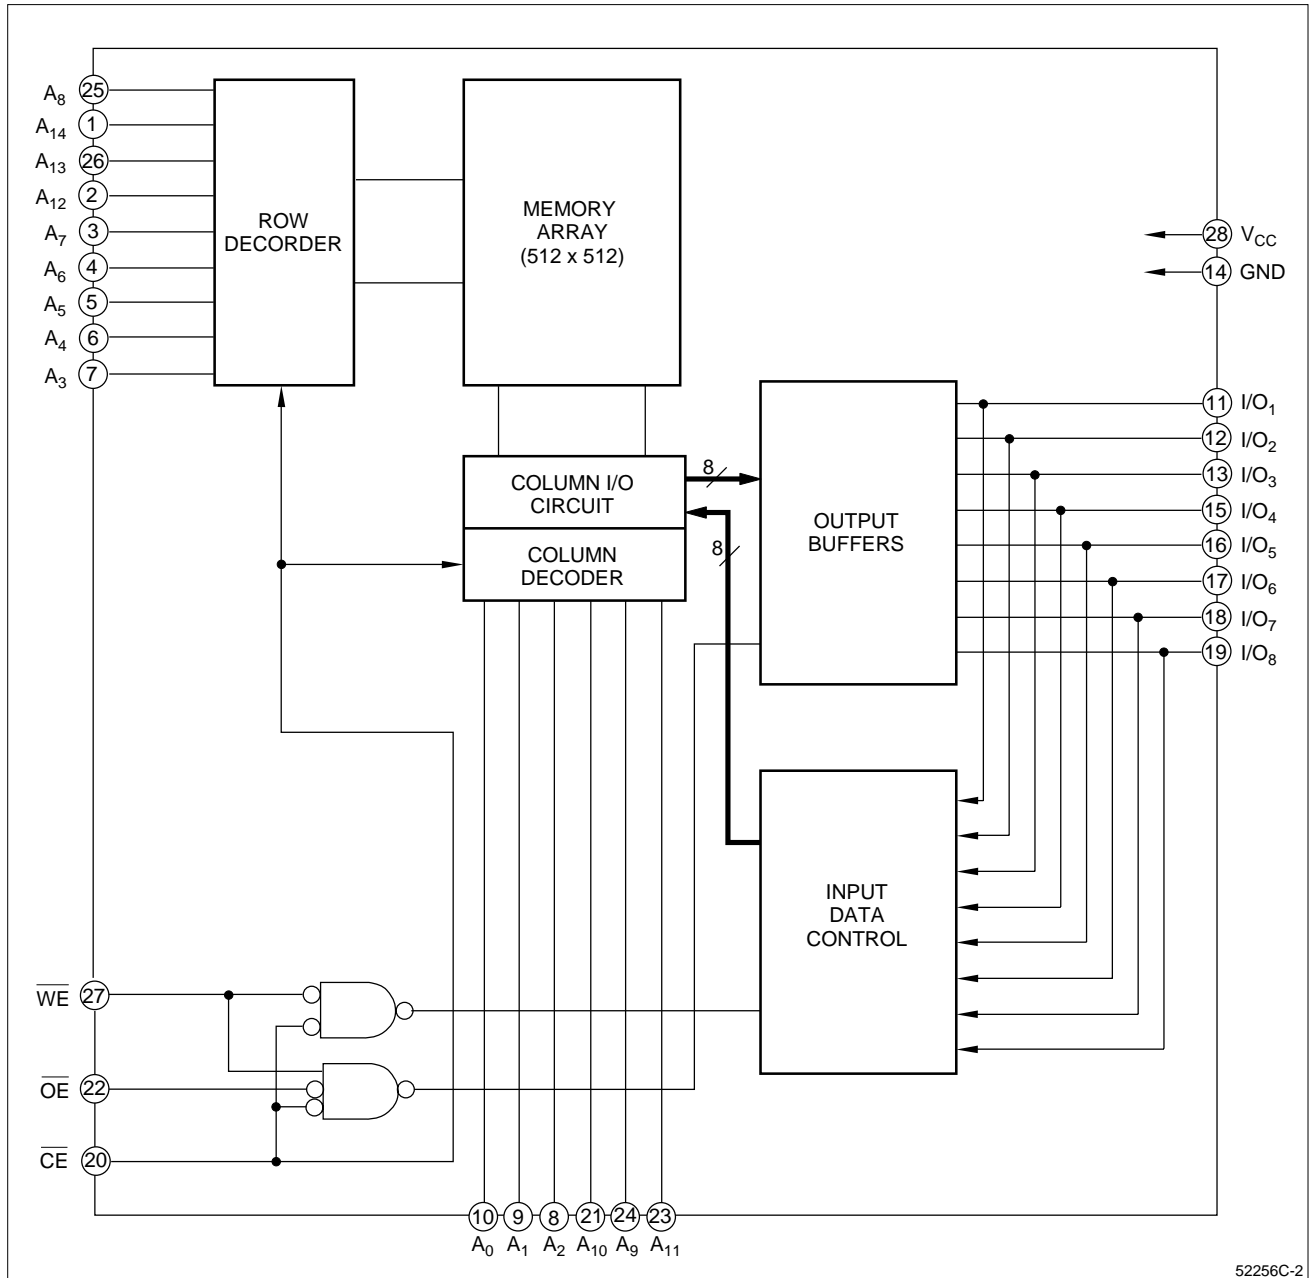 A8 25
A14 1
A13 26
A12 2
A7 3
A6 4
A5 5
A4 6
A3 7
ROW
DECORDER
MEMORY
ARRAY
(512 x 512)
28 VCC
14 GND
COLUMN I/O
CIRCUIT
COLUMN
DECODER
8
8
OUTPUT
BUFFERS
11 I/O1
12 I/O2
13 I/O3
15 I/O4
16 I/O5
17 I/O6
18 I/O7
19 I/O8
INPUT
DATA
CONTROL
W̅E̅ 27
O̅E̅ 22
C̅E̅ 20
10 9 8 21 24 23
A0 A1 A2 A10 A9 A11
52256C-2